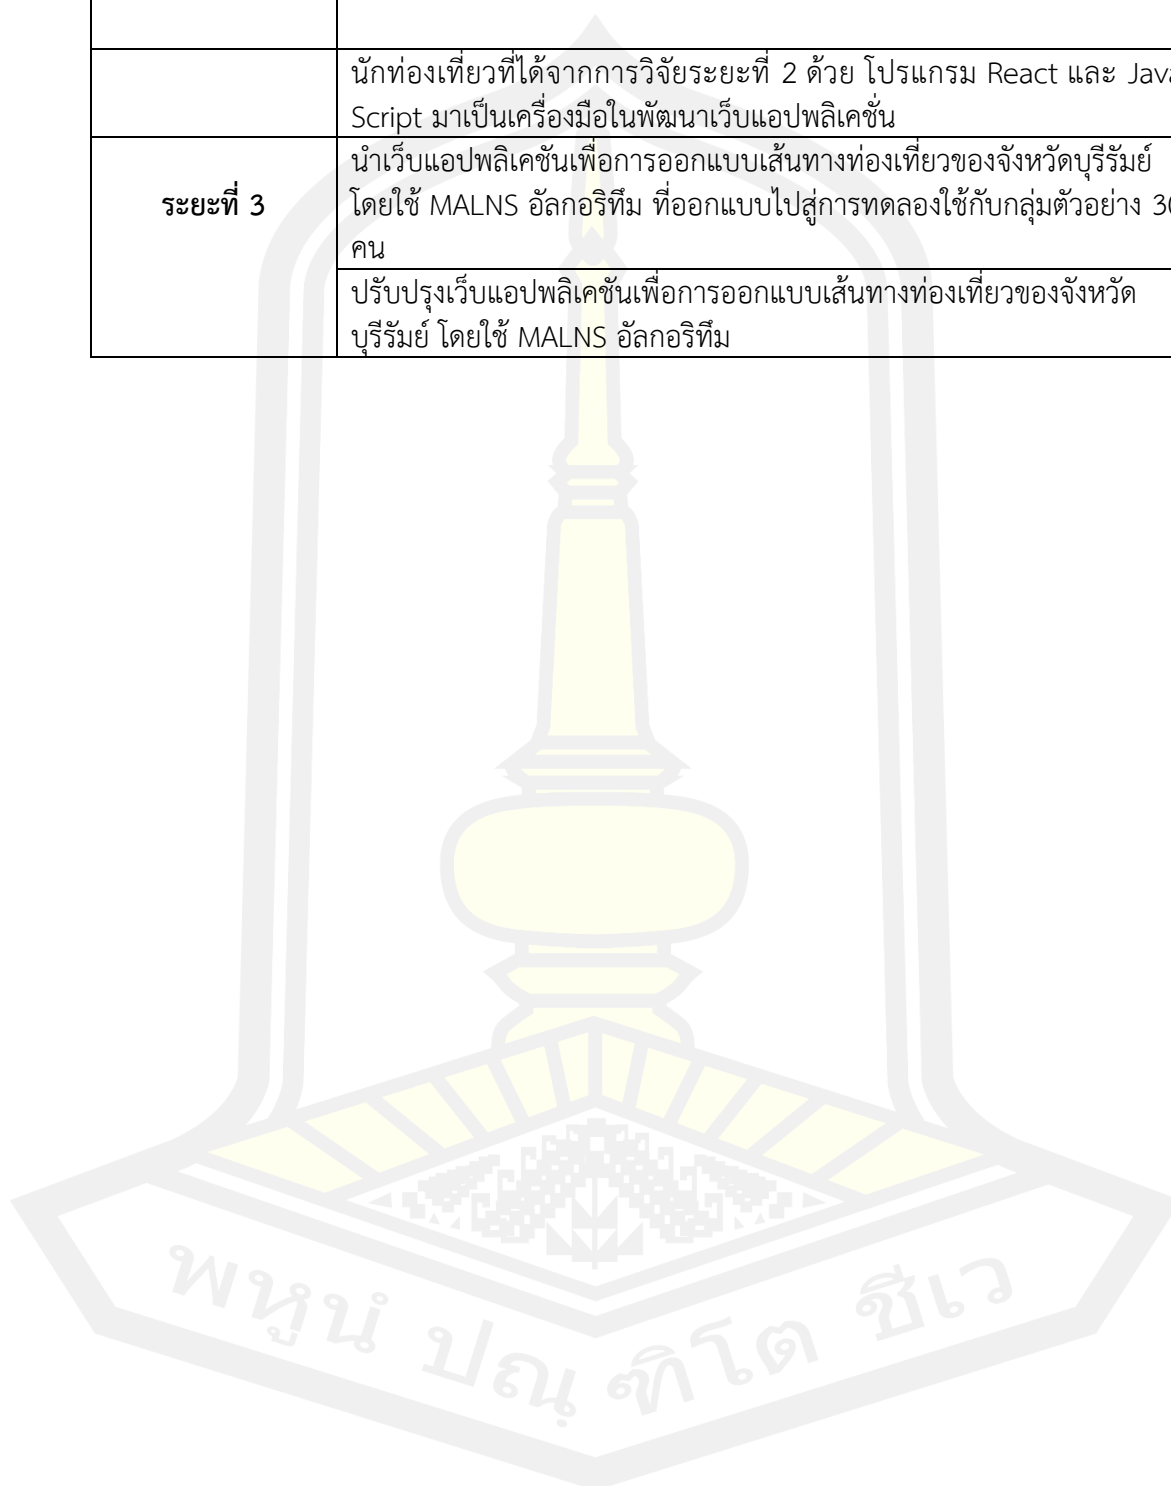 นักท่องเที่ยวที่ได้จากการวิจัยระยะที่ 2 ด้วย โปรแกรม React และ Java
Script มาเป็นเครื่องมือในพัฒนาเว็บแอปพลิเคชั่น
ระยะที่ 3
นำเว็บแอปพลิเคชันเพื่อการออกแบบเส้นทางท่องเที่ยวของจังหวัดบุรีรัมย์
โดยใช้ MALNS อัลกอริทึม ที่ออกแบบไปสู่การทดลองใช้กับกลุ่มตัวอย่าง 30
คน
ปรับปรุงเว็บแอปพลิเคชันเพื่อการออกแบบเส้นทางท่องเที่ยวของจังหวัด
บุรีรัมย์ โดยใช้ MALNS อัลกอริทึม
พหูนํ ปณฺฑิโต ชีเว